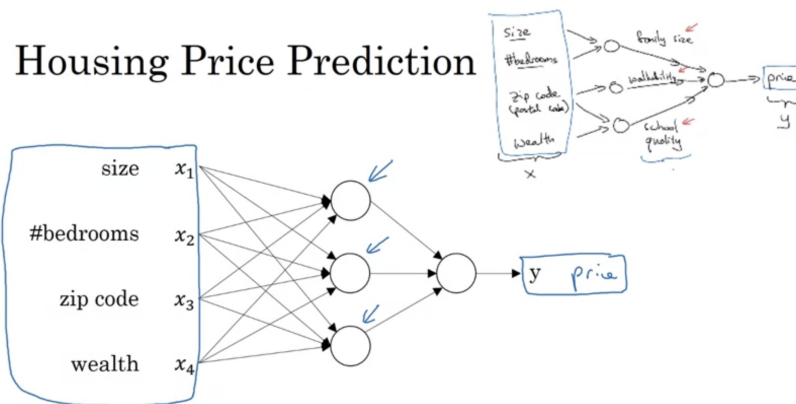 Housing Price Prediction
size
#bedrooms
zip code
(postal code)
wealth
x
family size
walkability
school
quality
price
y
size x₁
#bedrooms x₂
zip code x₃
wealth x₄
y price